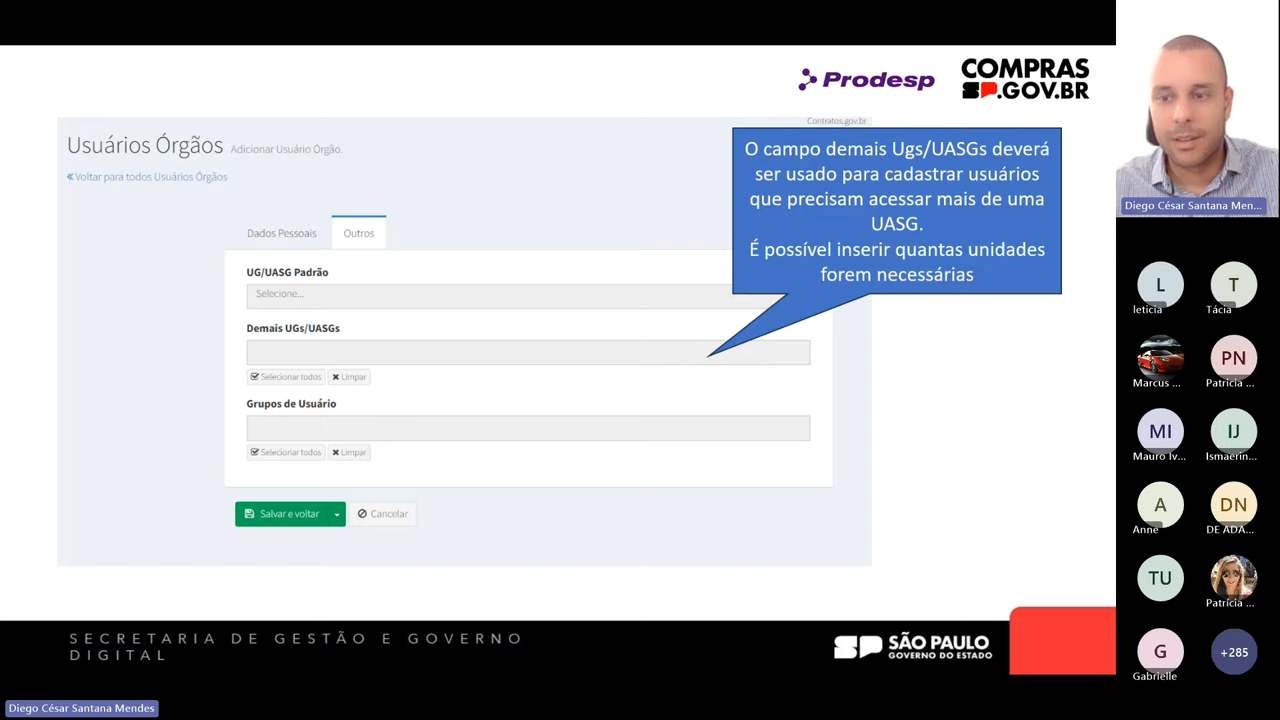 Prodesp
COMPRAS
SP.GOV.BR
Contratos.gov.br
Usuários Órgãos Adicionar Usuário Órgão.
Voltar para todos Usuários Órgãos
O campo demais Ugs/UASGs deverá
ser usado para cadastrar usuários
que precisam acessar mais de uma
UASG.
É possível inserir quantas unidades
forem necessárias
Dados Pessoais Outros
UG/UASG Padrão
Selecione...
Demais UGs/UASGs
Selecionar todos Limpar
Grupos de Usuário
Selecionar todos Limpar
Salvar e voltar Cancelar
SECRETARIA DE GESTÃO E GOVERNO
DIGITAL
SP SÃO PAULO
GOVERNO DO ESTADO
Diego César Santana Mendes
Diego César Santana Men...
L T
leticia Tácia
PN
Marcus ... Patrícia ...
MI IJ
Mauro Iv... Ismaerin...
A DN
Anne DE ADA...
TU
Patrícia ...
G +285
Gabrielle